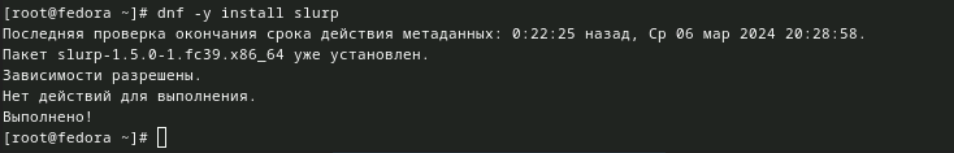 [root@fedora ~]# dnf -y install slurp
Последняя проверка окончания срока действия метаданных: 0:22:25 назад, Ср 06 мар 2024 20:28:58.
Пакет slurp-1.5.0-1.fc39.x86_64 уже установлен.
Зависимости разрешены.
Нет действий для выполнения.
Выполнено!
[root@fedora ~]#